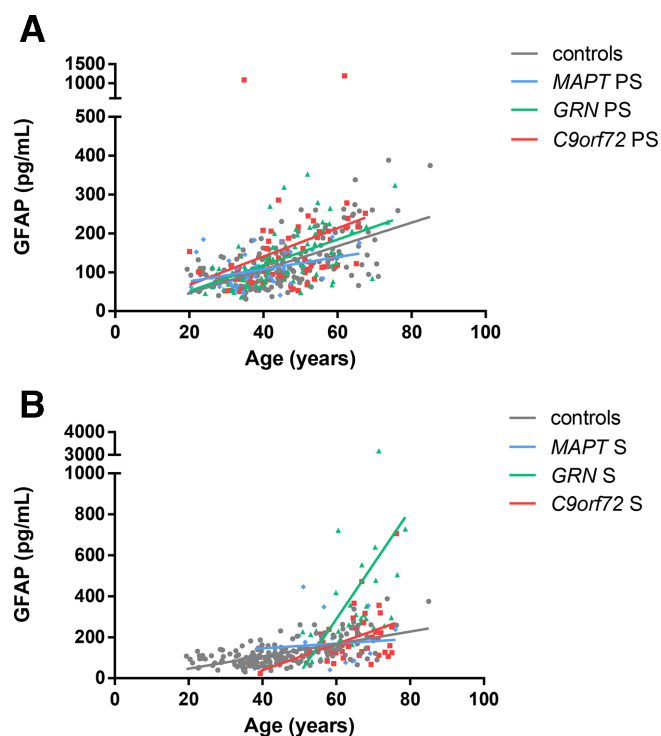 A
controls
MAPT PS
GRN PS
C9orf72 PS
GFAP (pg/mL)
1500
1000
500
400
300
200
100
0
0 20 40 60 80 100
Age (years)
B
controls
MAPT S
GRN S
C9orf72 S
GFAP (pg/mL)
4000
3000
1000
800
600
400
200
0
0 20 40 60 80 100
Age (years)